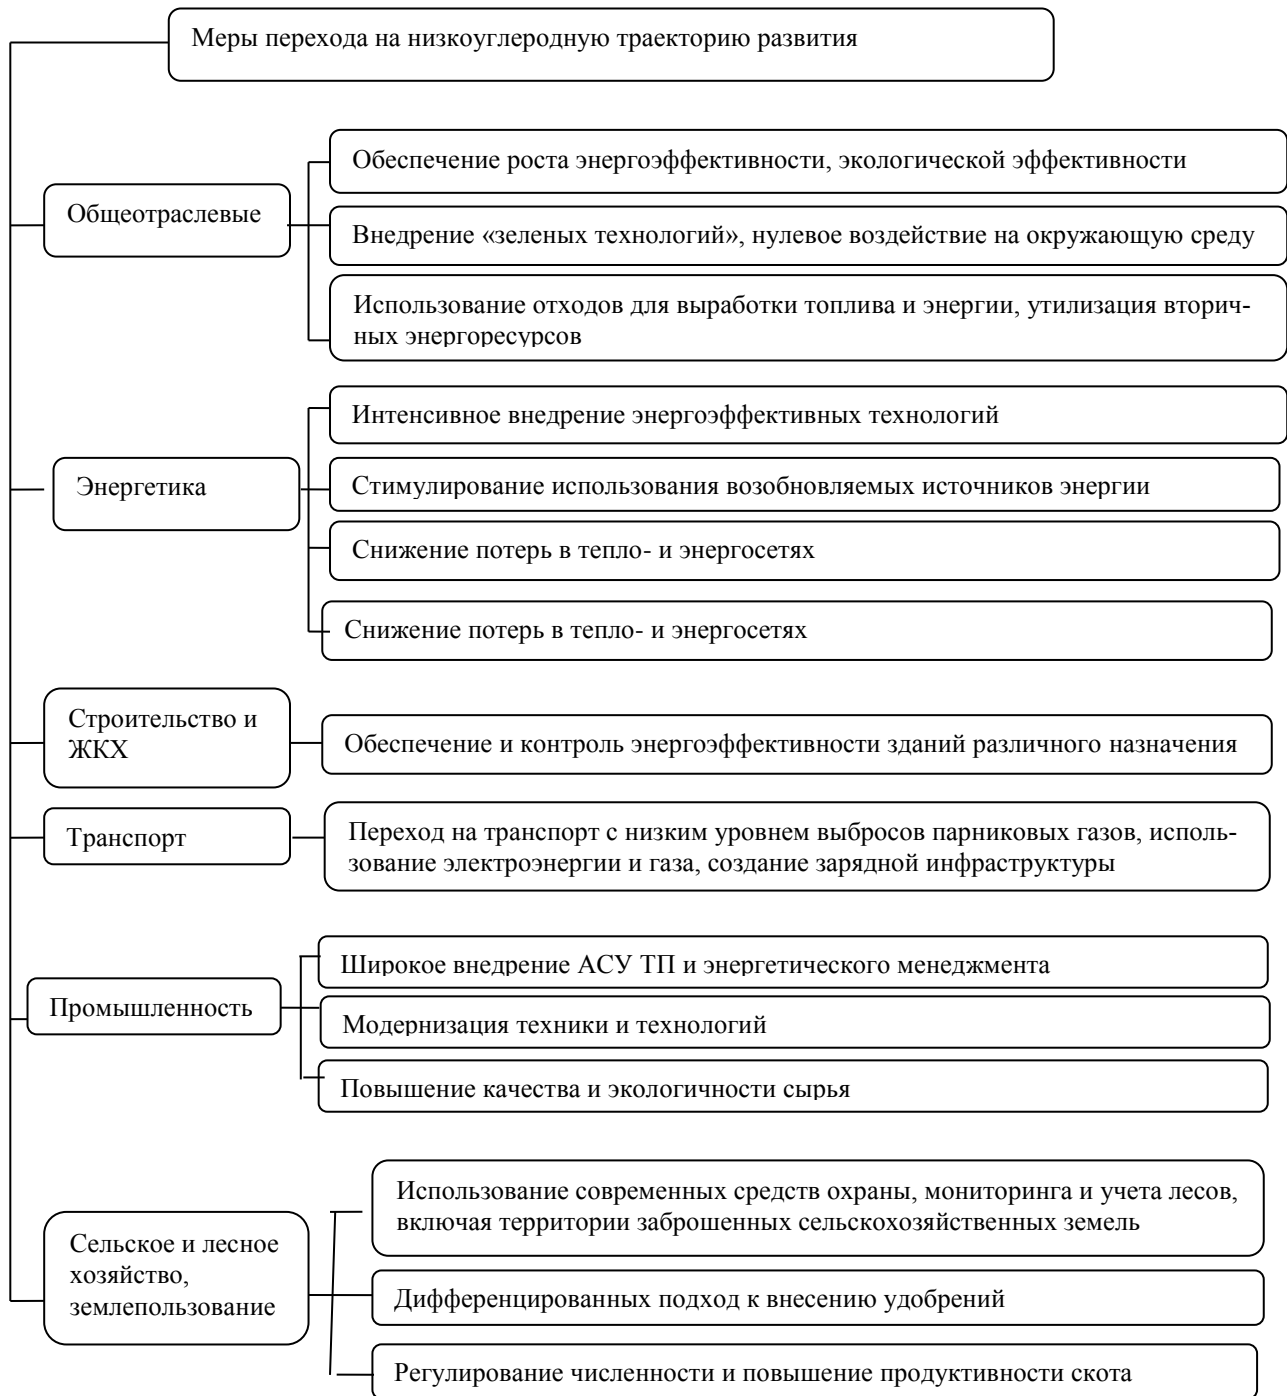 Меры перехода на низкоуглеродную траекторию развития
Общеотраслевые
Обеспечение роста энергоэффективности, экологической эффективности
Внедрение «зеленых технологий», нулевое воздействие на окружающую среду
Использование отходов для выработки топлива и энергии, утилизация вторич-
ных энергоресурсов
Энергетика
Интенсивное внедрение энергоэффективных технологий
Стимулирование использования возобновляемых источников энергии
Снижение потерь в тепло- и энергосетях
Снижение потерь в тепло- и энергосетях
Строительство и
ЖКХ
Обеспечение и контроль энергоэффективности зданий различного назначения
Транспорт
Переход на транспорт с низким уровнем выбросов парниковых газов, исполь-
зование электроэнергии и газа, создание зарядной инфраструктуры
Промышленность
Широкое внедрение АСУ ТП и энергетического менеджмента
Модернизация техники и технологий
Повышение качества и экологичности сырья
Сельское и лесное
хозяйство,
землепользование
Использование современных средств охраны, мониторинга и учета лесов,
включая территории заброшенных сельскохозяйственных земель
Дифференцированных подход к внесению удобрений
Регулирование численности и повышение продуктивности скота